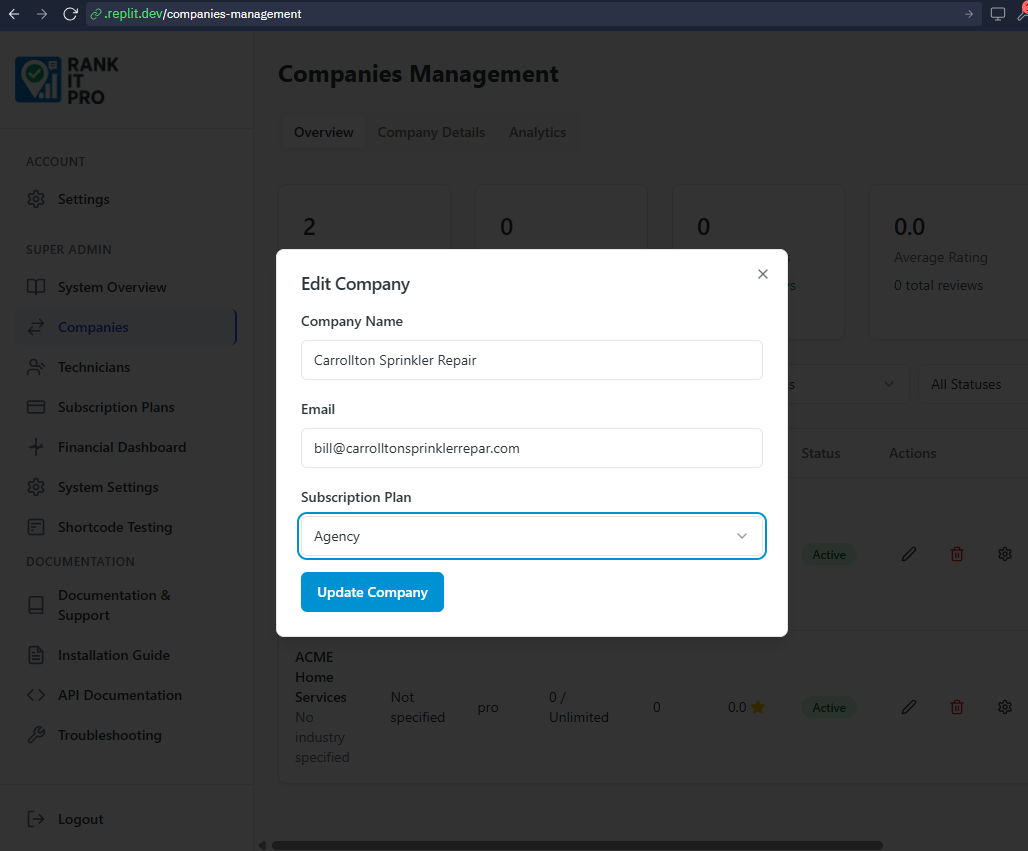 .replit.dev/companies-management
RANK
IT
PRO
ACCOUNT
Settings
SUPER ADMIN
System Overview
Companies
Technicians
Subscription Plans
Financial Dashboard
System Settings
Shortcode Testing
DOCUMENTATION
Documentation &
Support
Installation Guide
API Documentation
Troubleshooting
Logout
Companies Management
Overview Company Details Analytics
2 0 0 0.0
Average Rating
0 total reviews
All Statuses
Status Actions
Active
Edit Company
Company Name
Carrollton Sprinkler Repair
Email
bill@carrolltonsprinklerrepar.com
Subscription Plan
Agency
Update Company
ACME
Home
Services
No
industry
specified
Not
specified
pro
0 /
Unlimited
0
0.0
Active